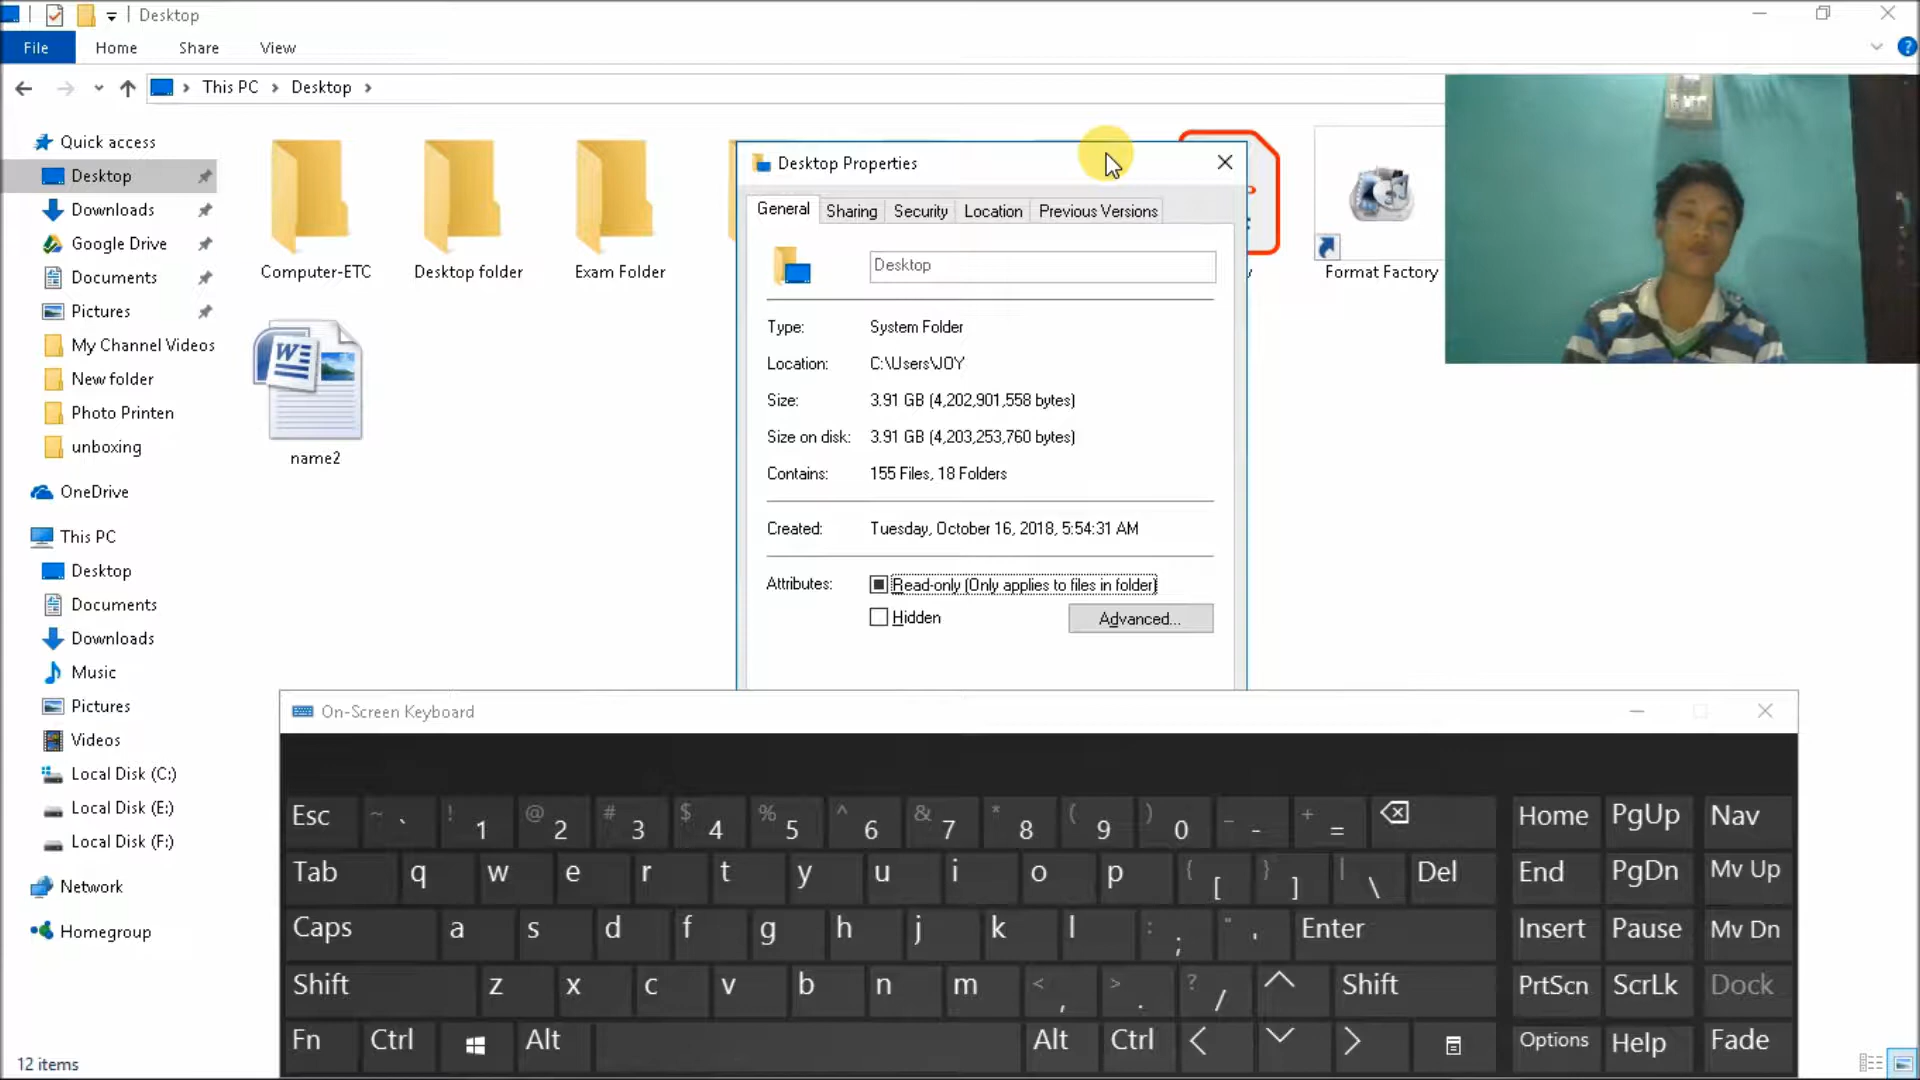 Desktop
File Home Share View
This PC Desktop
Quick access
Desktop
Downloads
Google Drive
Documents
Pictures
My Channel Videos
New folder
Photo Printen
unboxing
OneDrive
This PC
Desktop
Documents
Downloads
Music
Pictures
Videos
Local Disk (C:)
Local Disk (E:)
Local Disk (F:)
Network
Homegroup
12 items
Computer-ETC Desktop folder Exam Folder Format Factory
name2
Desktop Properties
General Sharing Security Location Previous Versions
Desktop
Type: System Folder
Location: C:\Users\JOY
Size: 3.91 GB (4,202,901,558 bytes)
Size on disk: 3.91 GB (4,203,253,760 bytes)
Contains: 155 Files, 18 Folders
Created: Tuesday, October 16, 2018, 5:54:31 AM
Attributes: Read-only (Only applies to files in folder)
Hidden Advanced...
On-Screen Keyboard
Esc ~ ` ! 1 @ 2 # 3 $ 4 % 5 ^ 6 & 7 * 8 ( 9 ) 0 _ - + = Home PgUp Nav
Tab q w e r t y u i o p { [ } ] | \ Del End PgDn Mv Up
Caps a s d f g h j k l : ; " ' Enter Insert Pause Mv Dn
Shift z x c v b n m < , > . ? / Shift PrtScn ScrLk Dock
Fn Ctrl Alt Alt Ctrl Options Help Fade